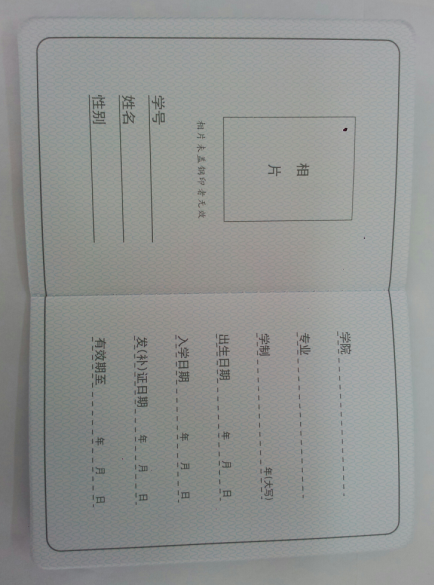 相
片
相片未盖钢印者无效
学号
姓名
性别
学院
专业
学制 年(大写)
出生日期 年 月 日
入学日期 年 月 日
发(补)证日期 年 月 日
有效期至 年 月 日